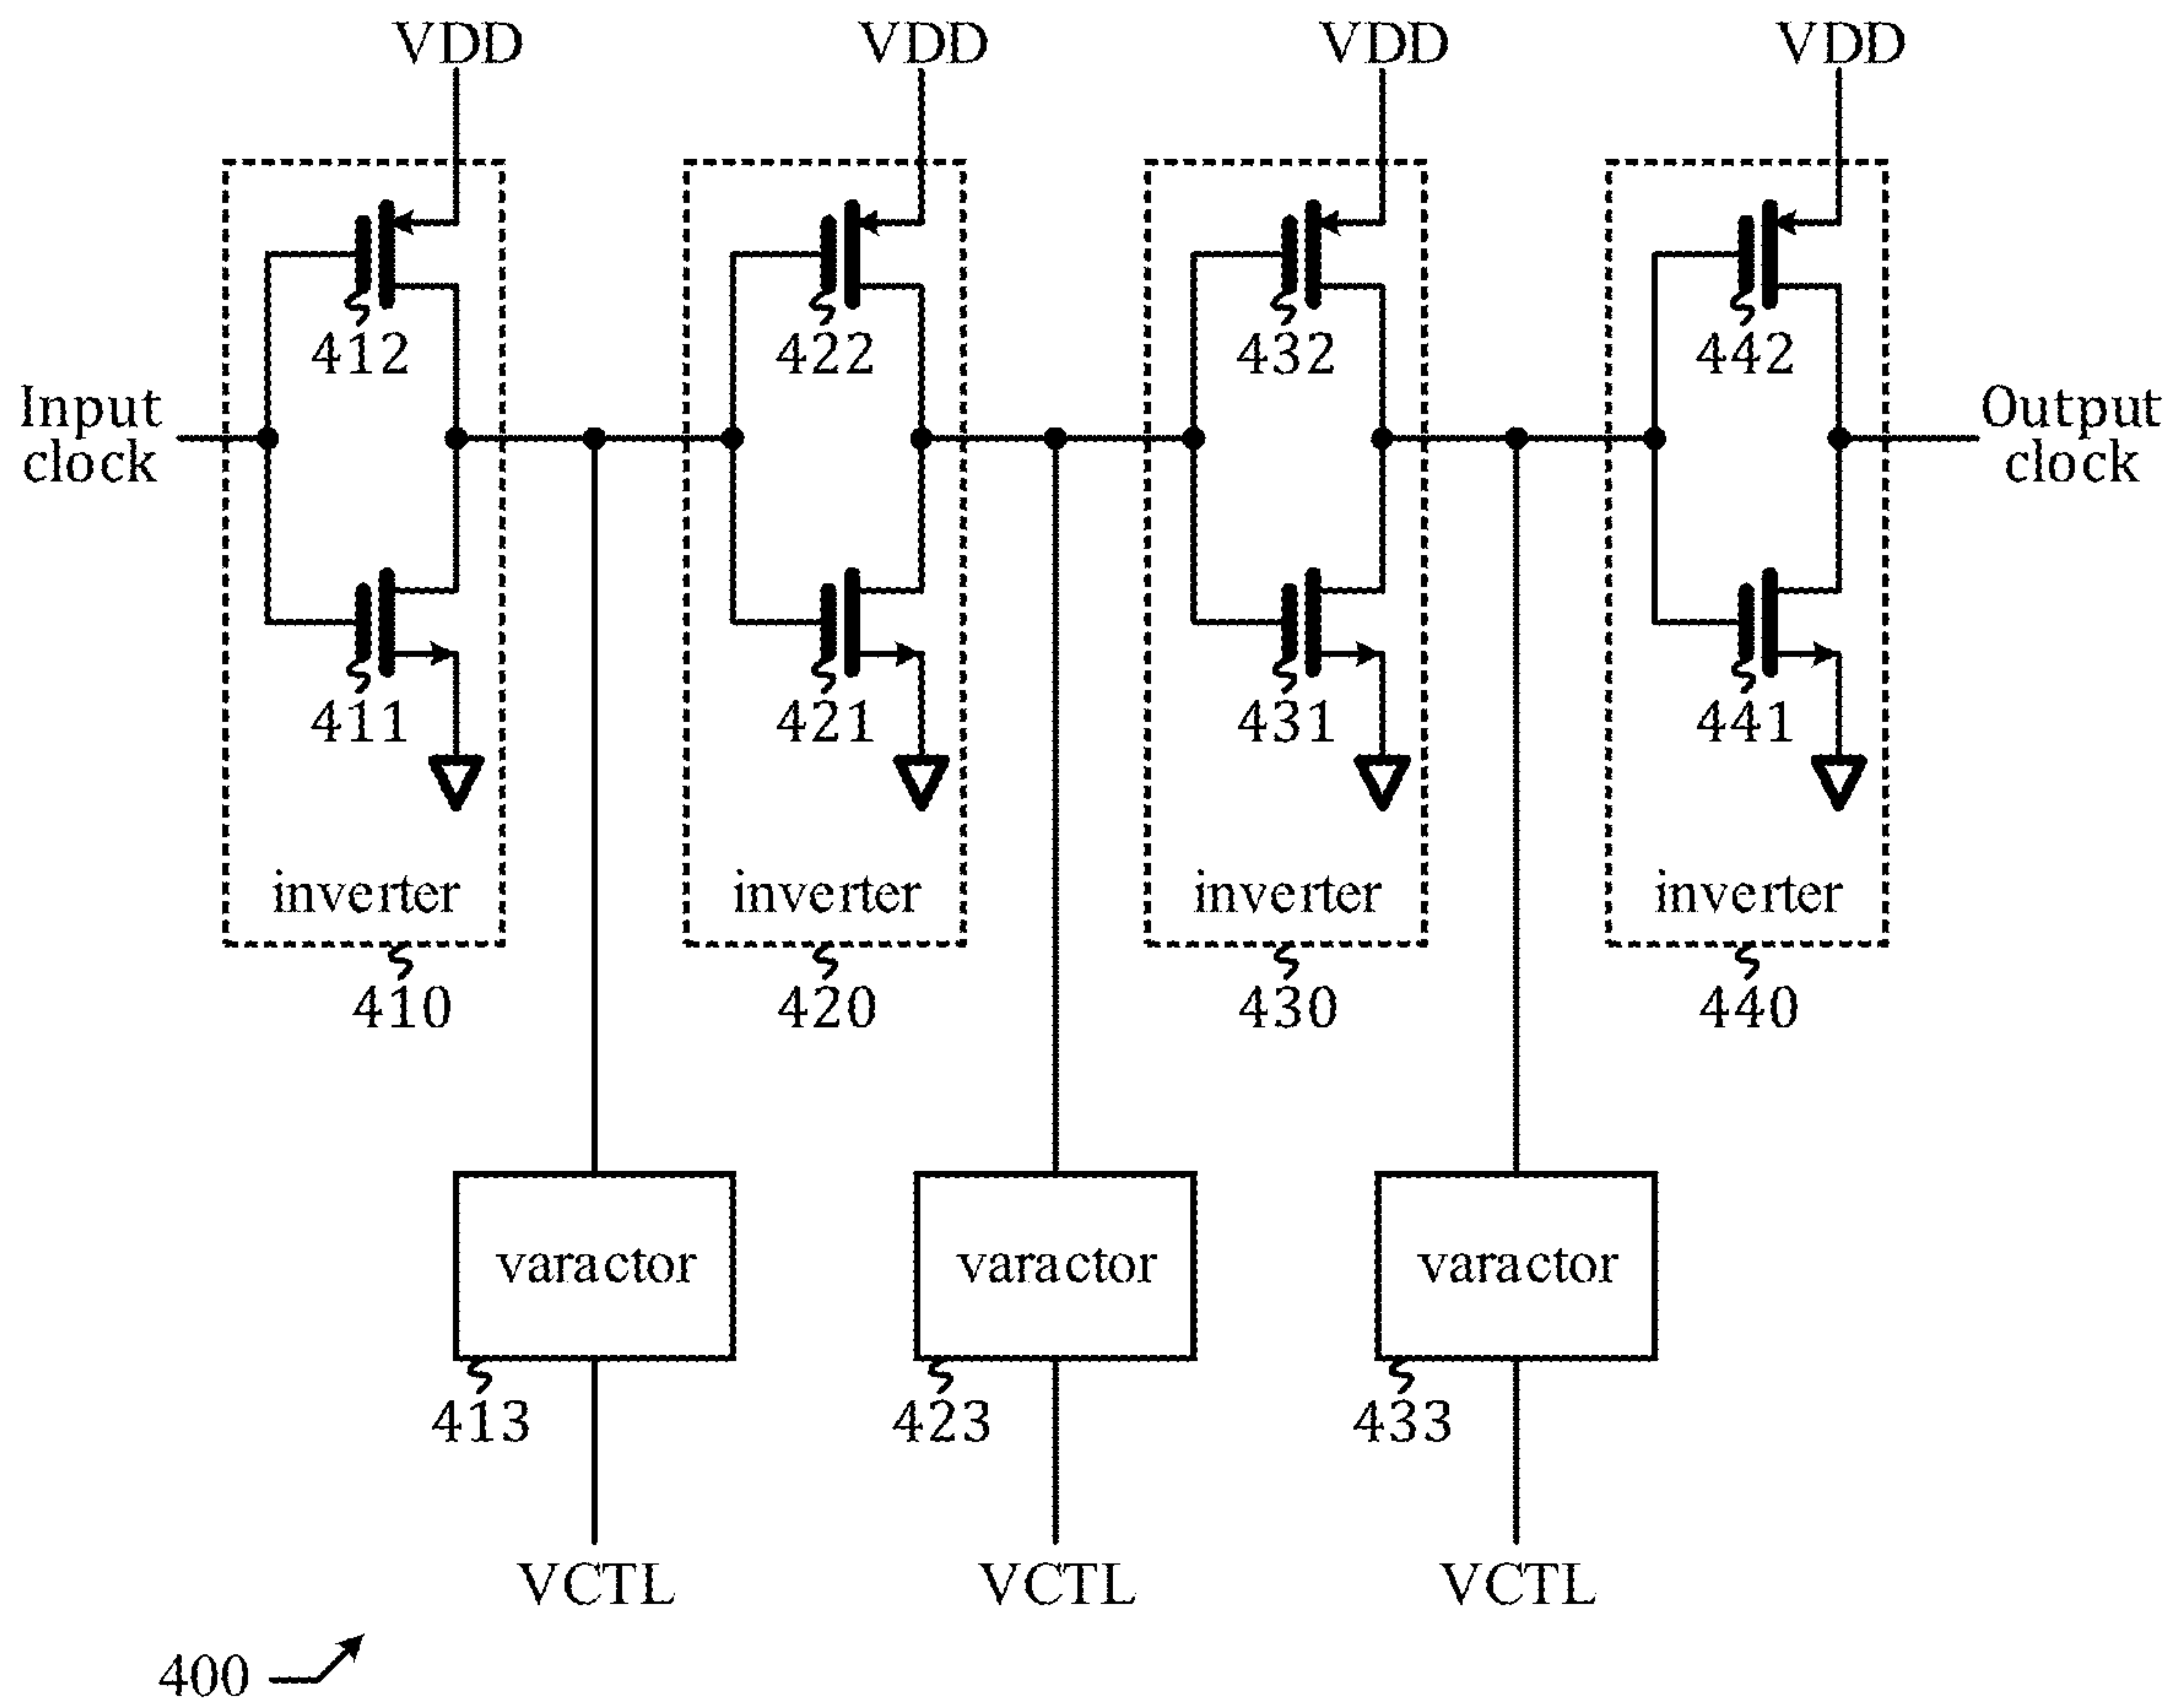 VDD VDD VDD VDD
412 422 432 442
Input clock
Output clock
411 421 431 441
inverter inverter inverter inverter
410 420 430 440
varactor varactor varactor
413 423 433
VCTL VCTL VCTL
400